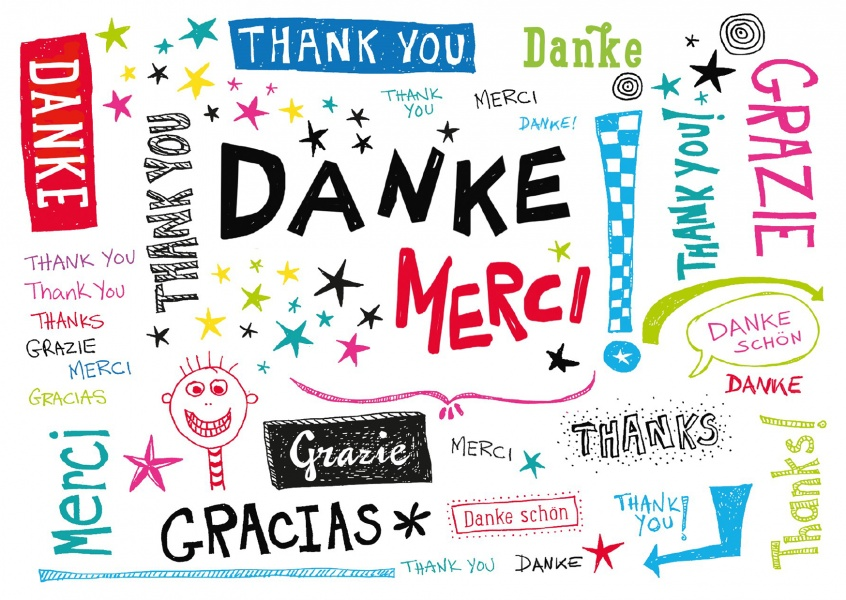 THANK YOU
Danke
DANKE
THANK
YOU
MERCI
DANKE!
GRAZIE
THANK YOU!
THANK YOU
DANKE
MERCI
THANK YOU
Thank You
THANKS
GRAZIE
MERCI
GRACIAS
DANKE
SCHÖN
DANKE
Merci
Grazie
MERCI
THANKS
Thanks!
GRACIAS
Danke schön
THANK
YOU!
THANK YOU
DANKE